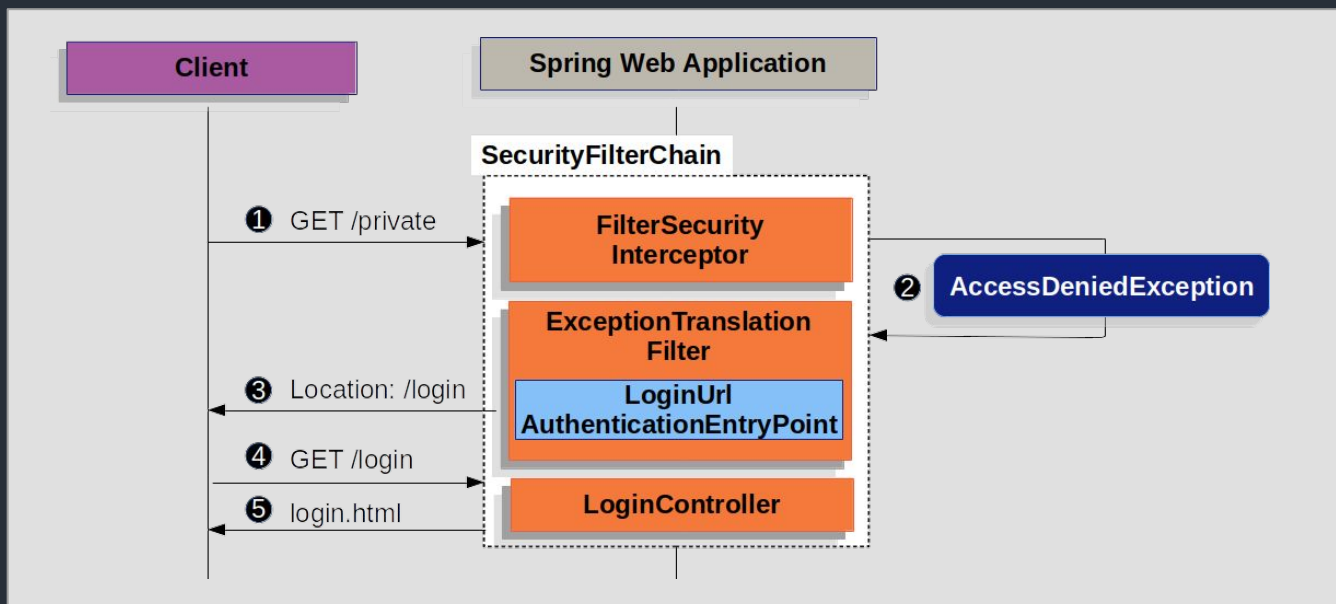 Client
Spring Web Application
SecurityFilterChain
❶ GET /private
FilterSecurity
Interceptor
❷ AccessDeniedException
ExceptionTranslation
Filter
LoginUrl
AuthenticationEntryPoint
❸ Location: /login
❹ GET /login
LoginController
❺ login.html